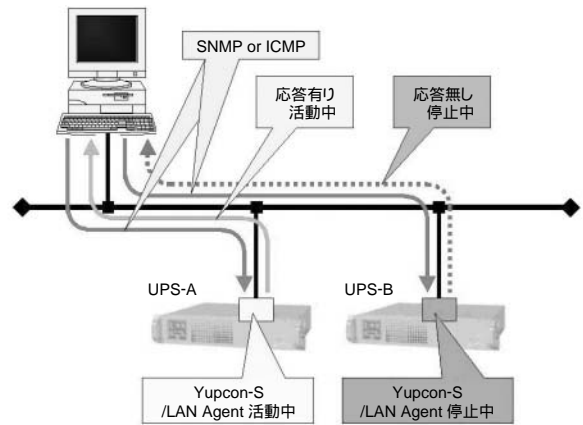 SNMP or ICMP
応答有り
活動中
応答無し
停止中
UPS-A
UPS-B
Yupcon-S
/LAN Agent 活動中
Yupcon-S
/LAN Agent 停止中